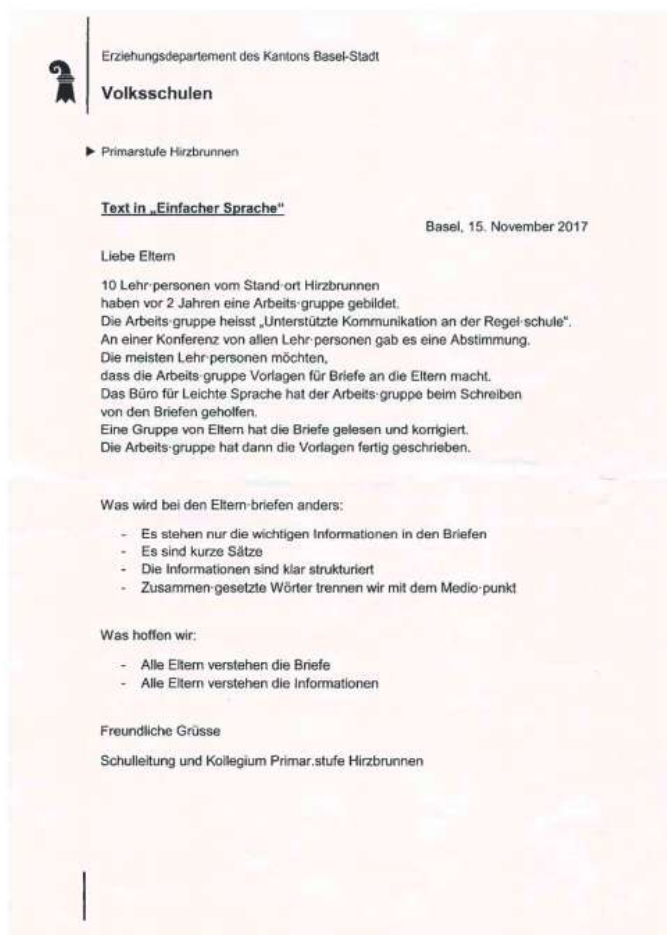 Erziehungsdepartement des Kantons Basel-Stadt
Volksschulen
▶ Primarstufe Hirzbrunnen
Text in „Einfacher Sprache“
Basel, 15. November 2017
Liebe Eltern
10 Lehr·personen vom Stand·ort Hirzbrunnen
haben vor 2 Jahren eine Arbeits·gruppe gebildet.
Die Arbeits·gruppe heisst „Unterstützte Kommunikation an der Regel·schule“.
An einer Konferenz von allen Lehr·personen gab es eine Abstimmung.
Die meisten Lehr·personen möchten,
dass die Arbeits·gruppe Vorlagen für Briefe an die Eltern macht.
Das Büro für Leichte Sprache hat der Arbeits·gruppe beim Schreiben
von den Briefen geholfen.
Eine Gruppe von Eltern hat die Briefe gelesen und korrigiert.
Die Arbeits·gruppe hat dann die Vorlagen fertig geschrieben.
Was wird bei den Eltern·briefen anders:
- Es stehen nur die wichtigen Informationen in den Briefen
- Es sind kurze Sätze
- Die Informationen sind klar strukturiert
- Zusammen·gesetzte Wörter trennen wir mit dem Medio·punkt
Was hoffen wir:
- Alle Eltern verstehen die Briefe
- Alle Eltern verstehen die Informationen
Freundliche Grüsse
Schulleitung und Kollegium Primar.stufe Hirzbrunnen